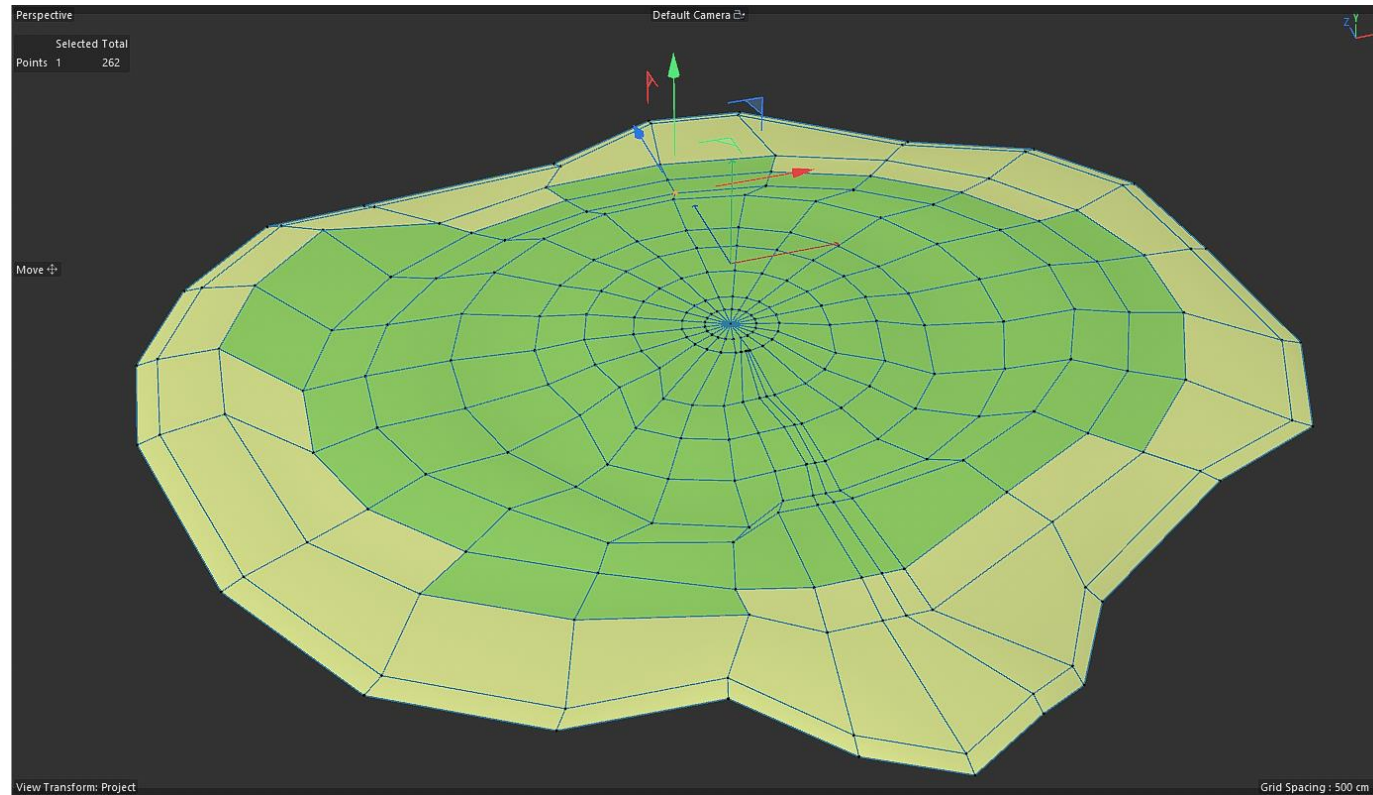 Perspective
Default Camera
Selected Total
Points 1 262
Move
View Transform: Project
Grid Spacing : 500 cm
Y
Z